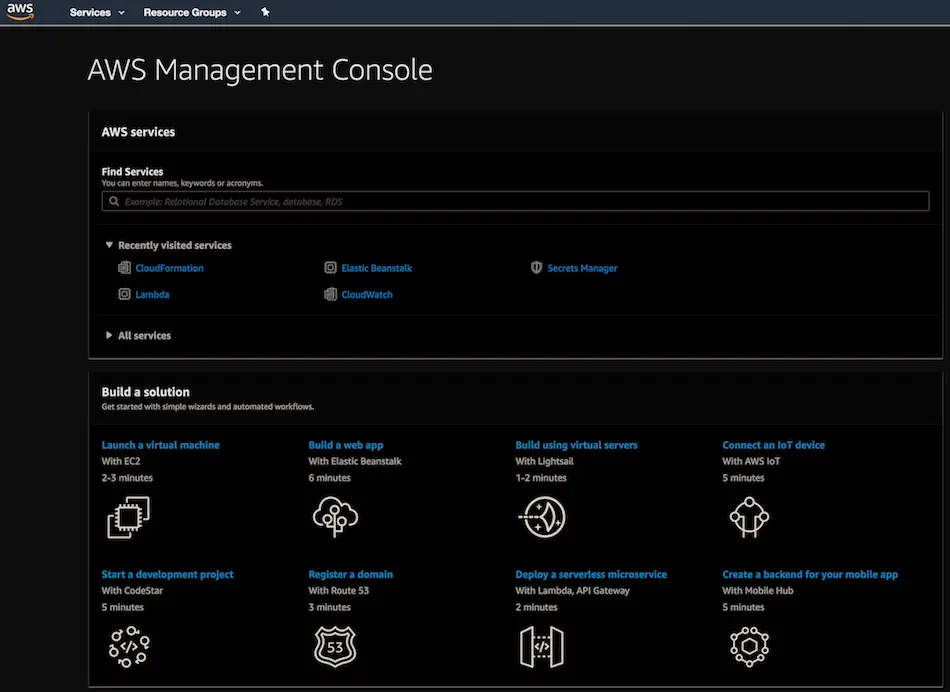 aws
Services
Resource Groups
AWS Management Console
AWS services
Find Services
You can enter names, keywords or acronyms.
Example: Relational Database Service, database, RDS
Recently visited services
CloudFormation
Elastic Beanstalk
Secrets Manager
Lambda
CloudWatch
All services
Build a solution
Get started with simple wizards and automated workflows.
Launch a virtual machine
With EC2
2-3 minutes
Build a web app
With Elastic Beanstalk
6 minutes
Build using virtual servers
With Lightsail
1-2 minutes
Connect an IoT device
With AWS IoT
5 minutes
Start a development project
With CodeStar
5 minutes
Register a domain
With Route 53
3 minutes
53
Deploy a serverless microservice
With Lambda, API Gateway
2 minutes
</>
Create a backend for your mobile app
With Mobile Hub
5 minutes